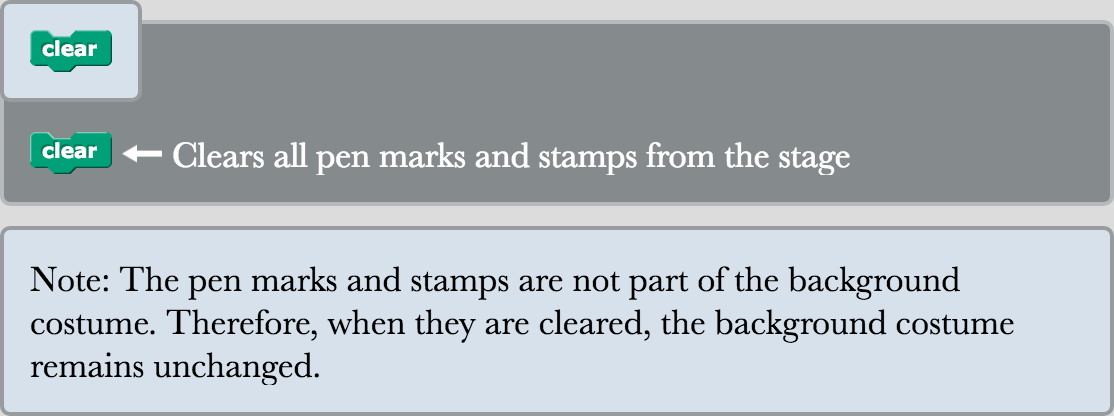 clear
clear Clears all pen marks and stamps from the stage
Note: The pen marks and stamps are not part of the background
costume. Therefore, when they are cleared, the background costume
remains unchanged.